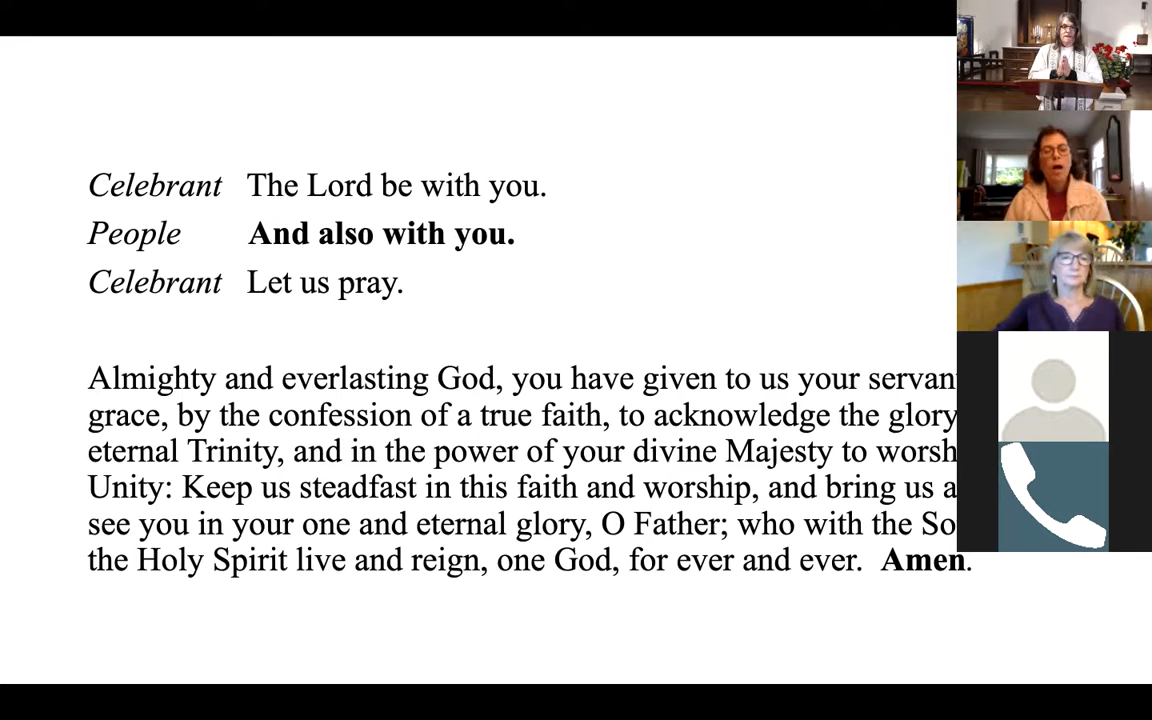 Celebrant The Lord be with you.
People And also with you.
Celebrant Let us pray.
Almighty and everlasting God, you have given to us your servan
grace, by the confession of a true faith, to acknowledge the glory
eternal Trinity, and in the power of your divine Majesty to worsh
Unity: Keep us steadfast in this faith and worship, and bring us a
see you in your one and eternal glory, O Father; who with the So
the Holy Spirit live and reign, one God, for ever and ever. Amen.